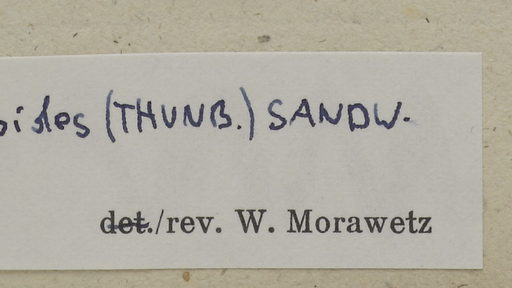 oides (THUNB.) SANDW.
det./rev. W. Morawetz